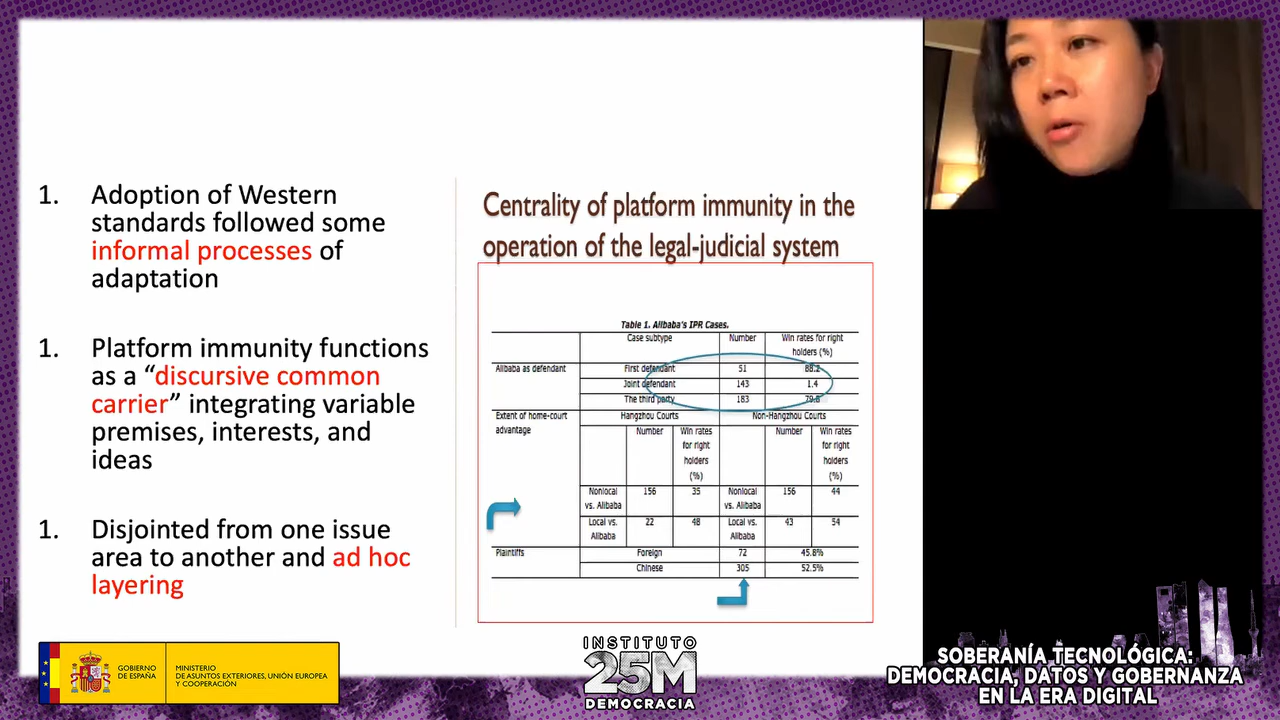 1. Adoption of Western
standards followed some
informal processes of
adaptation
1. Platform immunity functions
as a “discursive common
carrier” integrating variable
premises, interests, and
ideas
1. Disjointed from one issue
area to another and ad hoc
layering
Centrality of platform immunity in the
operation of the legal-judicial system
Table 1. Alibaba's IPR Cases.
Case subtype Number Win rates for right
holders (%)
Alibaba as defendant First defendant 51 88.2
Joint defendant 143 1.4
The third party 183 79.8
Extent of home-court Hangzhou Courts Non-Hangzhou Courts
advantage
Number Win rates Number Win rates
for right for right
holders holders
(%) (%)
Nonlocal 156 35 Nonlocal 156 44
vs. Alibaba vs. Alibaba
Local vs. 22 48 Local vs. 43 54
Alibaba Alibaba
Plaintiffs Foreign 72 45.8%
Chinese 305 52.5%
GOBIERNO
DE ESPAÑA
MINISTERIO
DE ASUNTOS EXTERIORES, UNIÓN EUROPEA
Y COOPERACIÓN
INSTITUTO
25M
DEMOCRACIA
SOBERANÍA TECNOLÓGICA:
DEMOCRACIA, DATOS Y GOBERNANZA
EN LA ERA DIGITAL